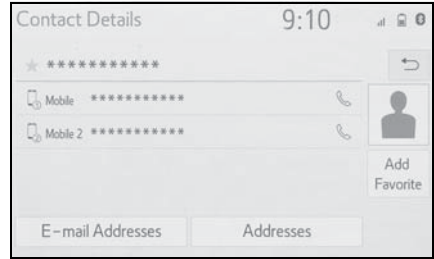 Contact Details 9:10
***********
Mobile ***********
Mobile 2 ***********
Add
Favorite
E-mail Addresses Addresses